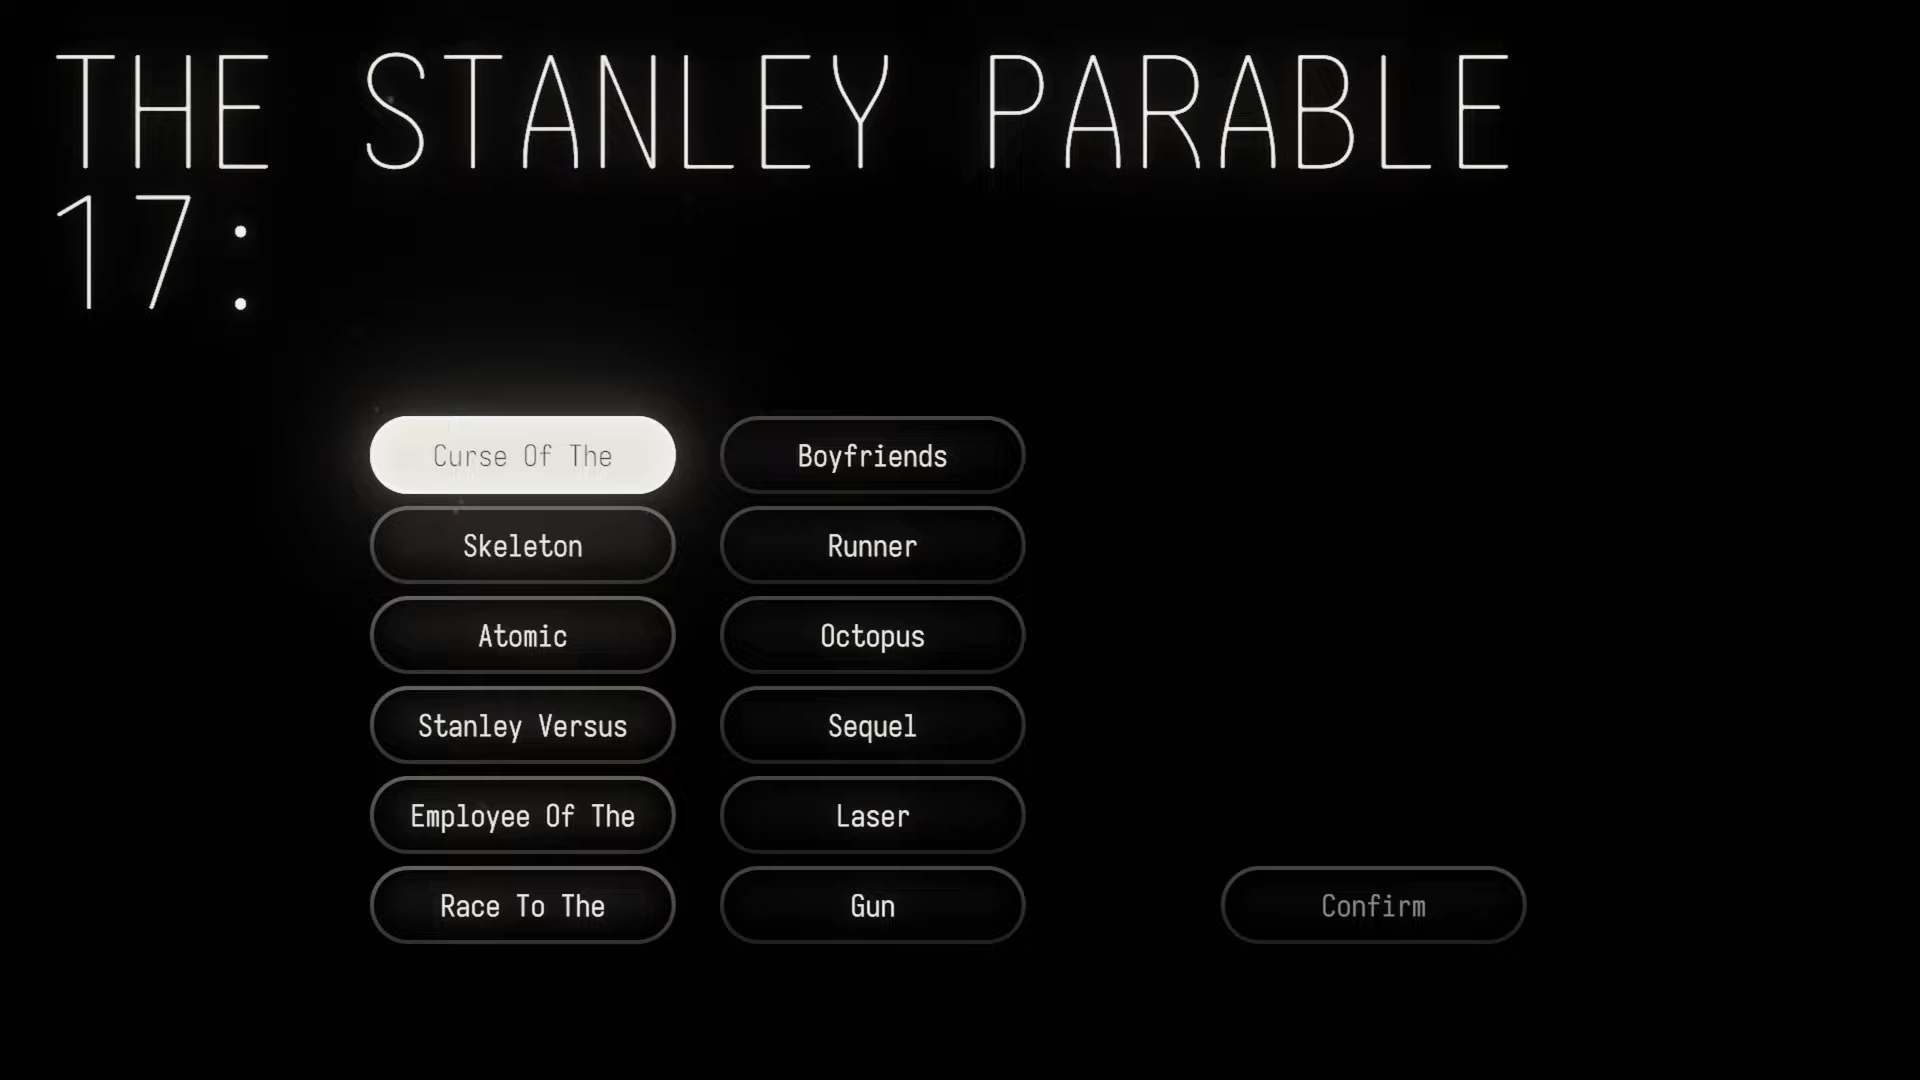 THE STANLEY PARABLE
17:
Curse Of The
Boyfriends
Skeleton
Runner
Atomic
Octopus
Stanley Versus
Sequel
Employee Of The
Laser
Race To The
Gun
Confirm